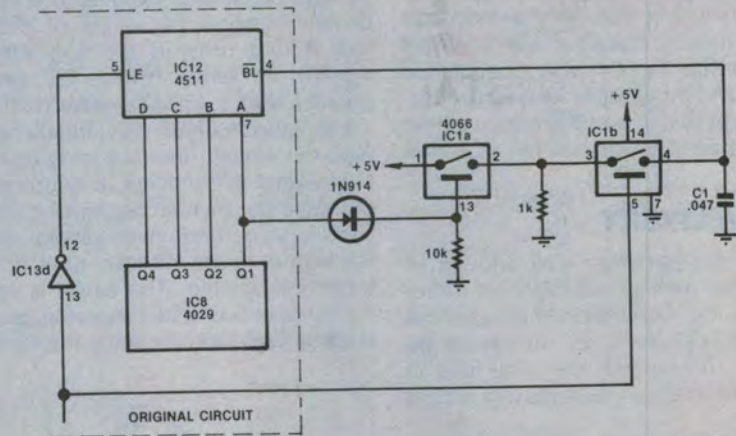 IC12
4511
5
LE
BL
4
D C B A
7
4066
IC1a
+5V
1
2
13
1N914
10k
1k
+5V
IC1b
14
3
4
5
7
C1
.047
12
IC13d
13
Q4 Q3 Q2 Q1
IC8
4029
ORIGINAL CIRCUIT